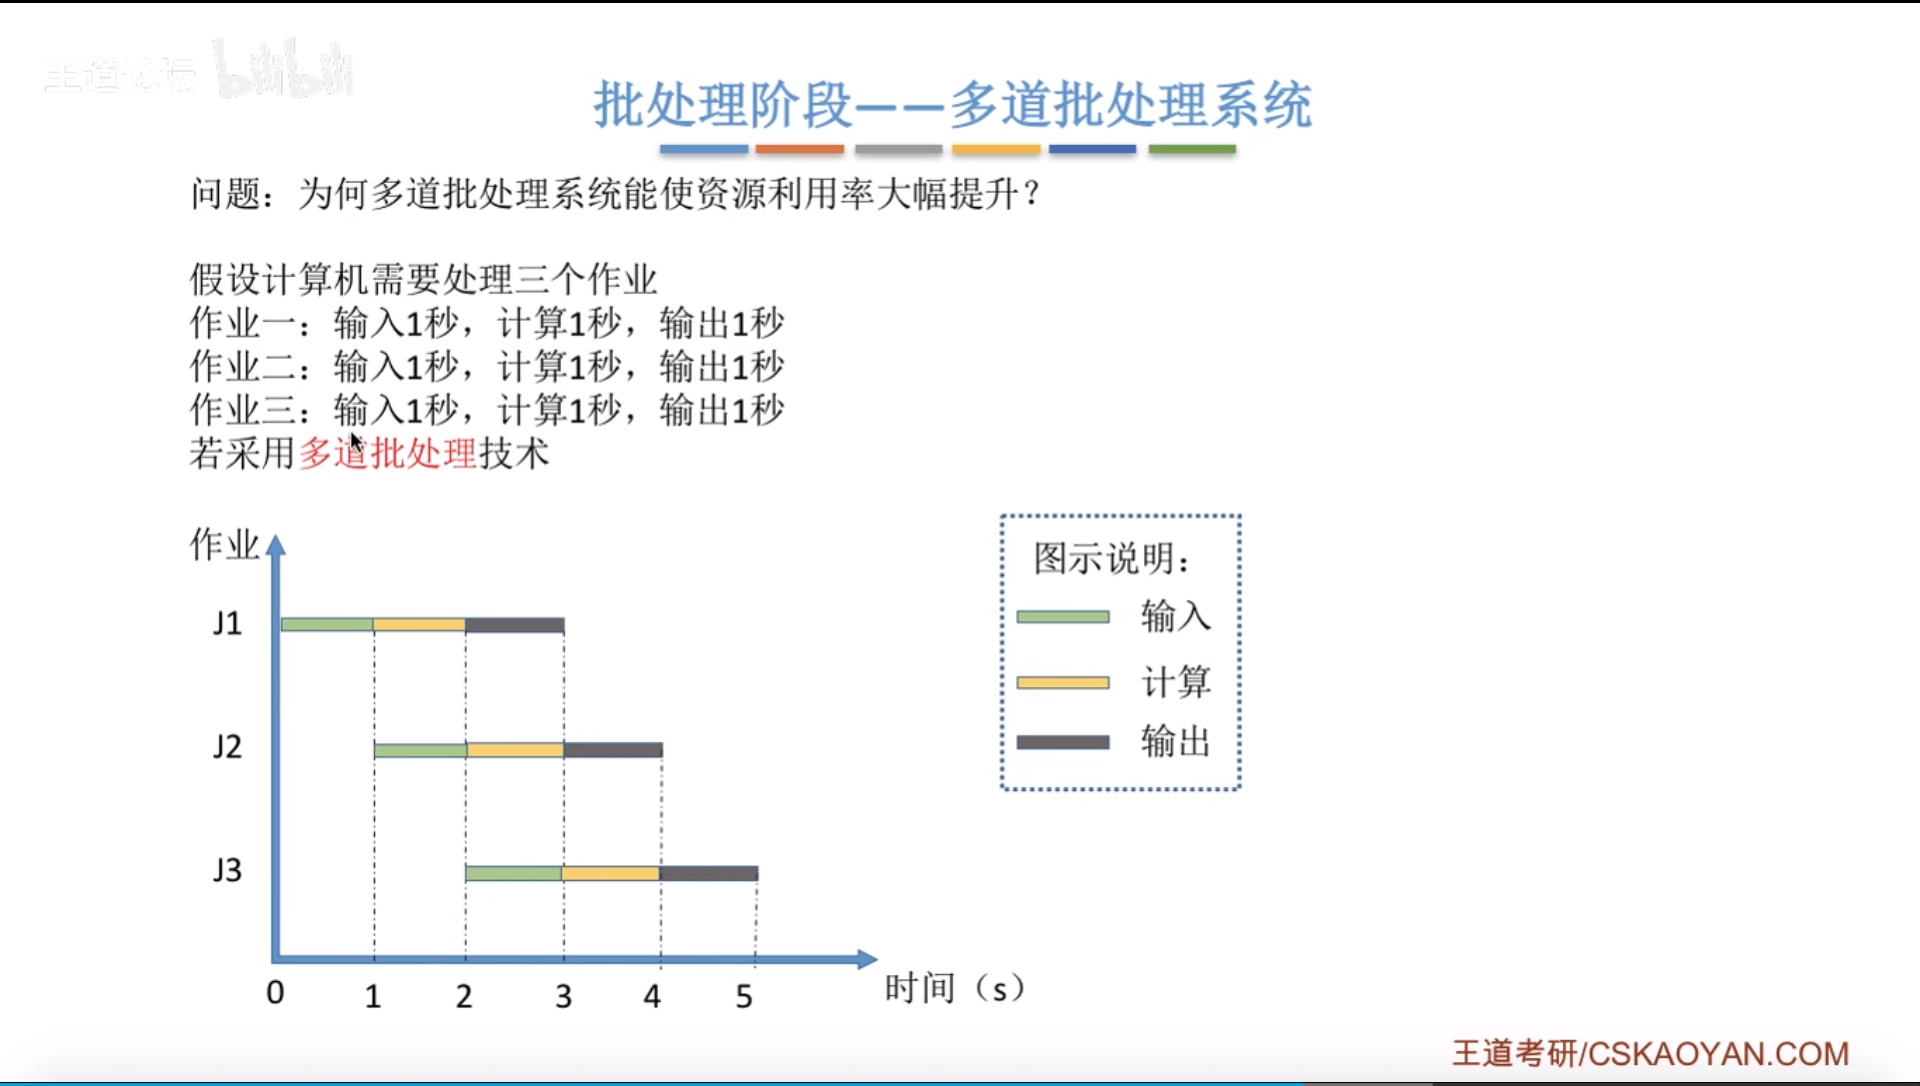 王道论坛 bilibili
批处理阶段——多道批处理系统
问题：为何多道批处理系统能使资源利用率大幅提升？
假设计算机需要处理三个作业
作业一：输入1秒，计算1秒，输出1秒
作业二：输入1秒，计算1秒，输出1秒
作业三：输入1秒，计算1秒，输出1秒
若采用多道批处理技术
作业
J1
J2
J3
0 1 2 3 4 5
时间（s）
图示说明：
输入
计算
输出
王道考研/CSKAOYAN.COM